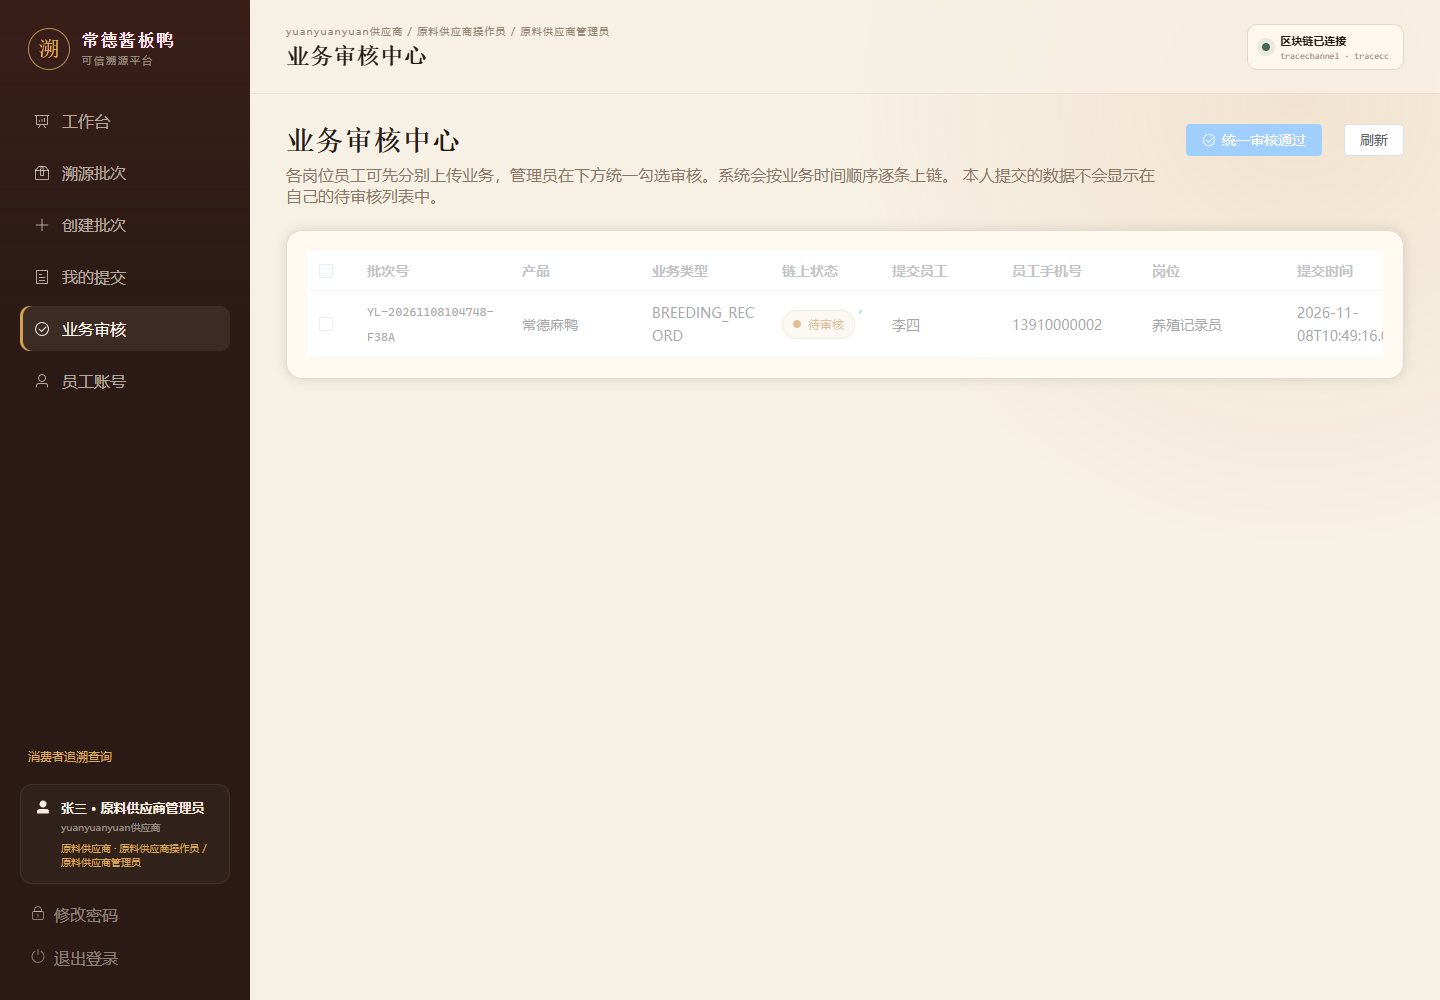 溯
常德酱板鸭
可信溯源平台
工作台
溯源批次
创建批次
我的提交
业务审核
员工账号
消费者追溯查询
张三 • 原料供应商管理员
yuanyuanyuan供应商
原料供应商 · 原料供应商操作员 /
原料供应商管理员
修改密码
退出登录
yuanyuanyuan供应商 / 原料供应商操作员 / 原料供应商管理员
业务审核中心
区块链已连接
tracechannel · tracecc
业务审核中心
统一审核通过
刷新
各岗位员工可先分别上传业务，管理员在下方统一勾选审核。系统会按业务时间顺序逐条上链。 本人提交的数据不会显示在
自己的待审核列表中。
批次号 产品 业务类型 链上状态 提交员工 员工手机号 岗位 提交时间
YL-20261108104748-
F38A
常德麻鸭
BREEDING_REC
ORD
待审核
李四
13910000002
养殖记录员
2026-11-
08T10:49:16.